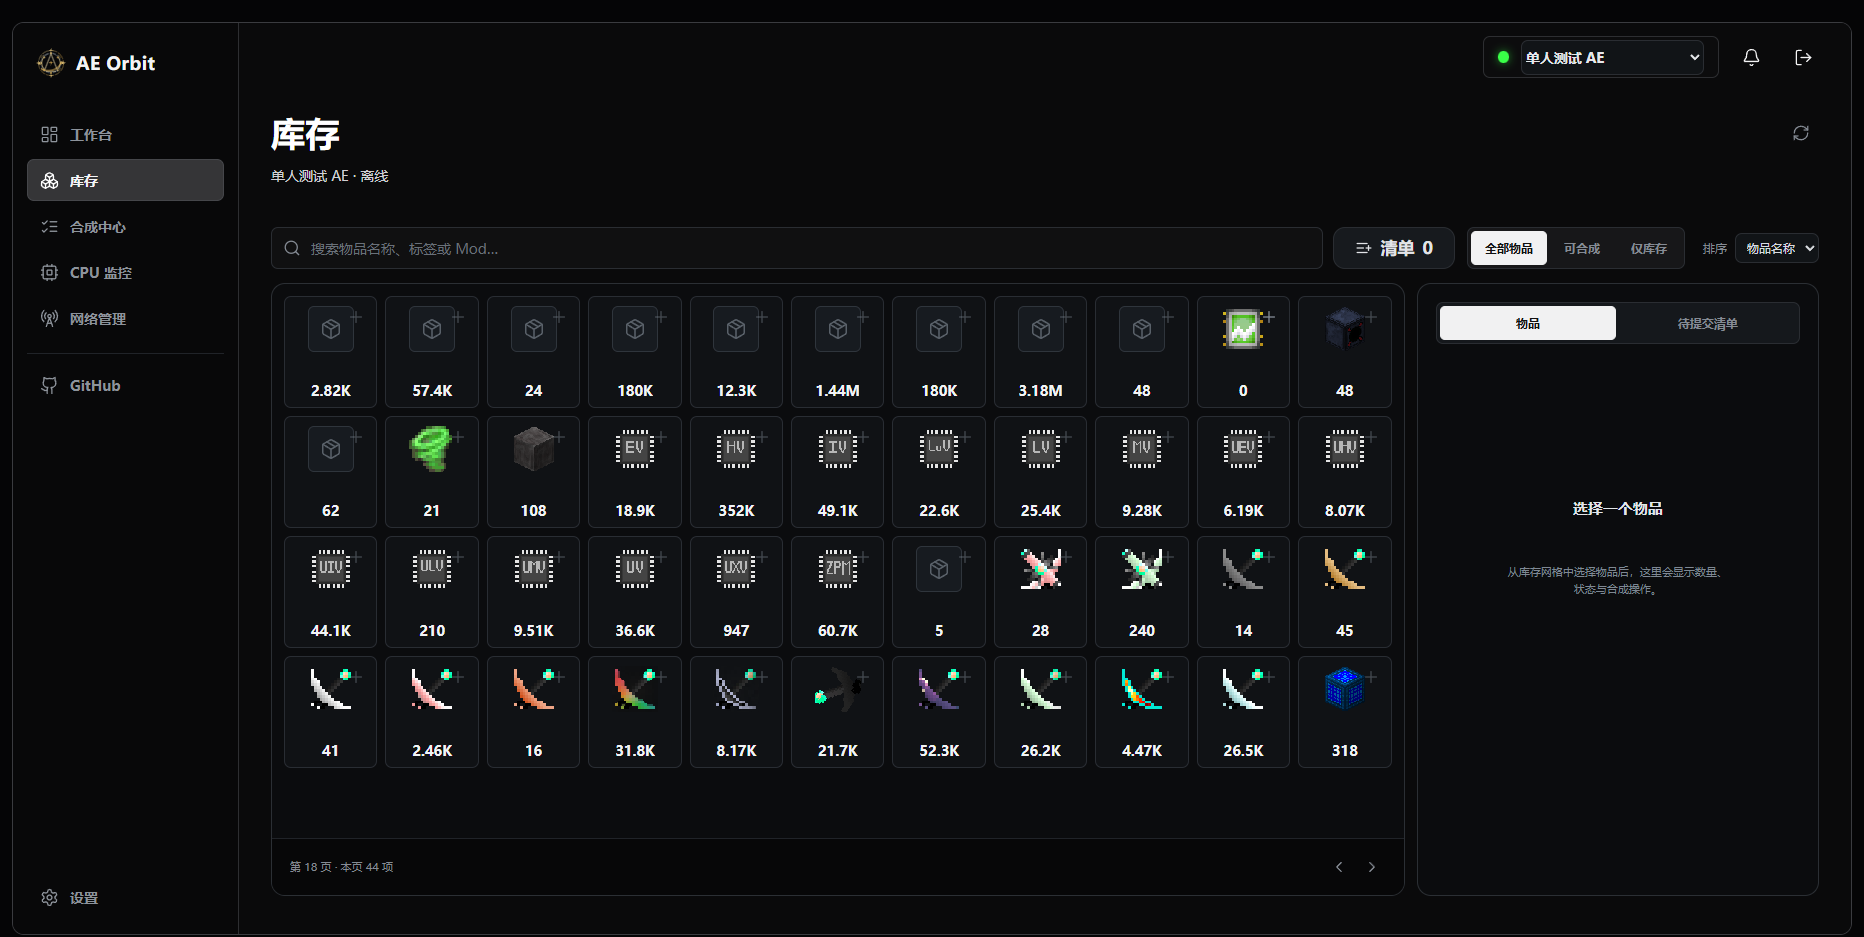 AE Orbit
单人测试 AE
工作台
库存
合成中心
CPU 监控
网络管理
GitHub
设置
库存
单人测试 AE · 离线
搜索物品名称、标签或 Mod...
清单 0
全部物品 可合成 仅库存
排序 物品名称
2.82K 57.4K 24 180K 12.3K 1.44M 180K 3.18M 48 0 48
EV HV IV LuV LV MV UEV UHV
62 21 108 18.9K 352K 49.1K 22.6K 25.4K 9.28K 6.19K 8.07K
UIV ULV UMV UV UXV ZPM
44.1K 210 9.51K 36.6K 947 60.7K 5 28 240 14 45
41 2.46K 16 31.8K 8.17K 21.7K 52.3K 26.2K 4.47K 26.5K 318
第 18 页 · 本页 44 项
物品 待提交清单
选择一个物品
从库存网格中选择物品后，这里会显示数量、
状态与合成操作。